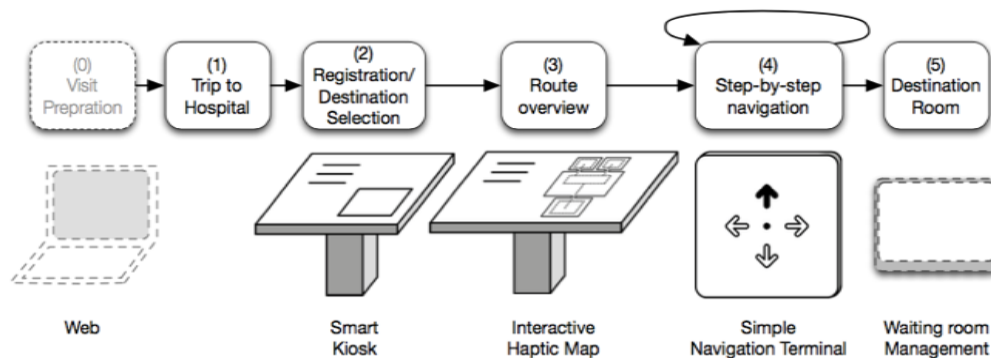 (0)
Visit
Prepration
(1)
Trip to
Hospital
(2)
Registration/
Destination
Selection
(3)
Route
overview
(4)
Step-by-step
navigation
(5)
Destination
Room
Web
Smart
Kiosk
Interactive
Haptic Map
Simple
Navigation Terminal
Waiting room
Management